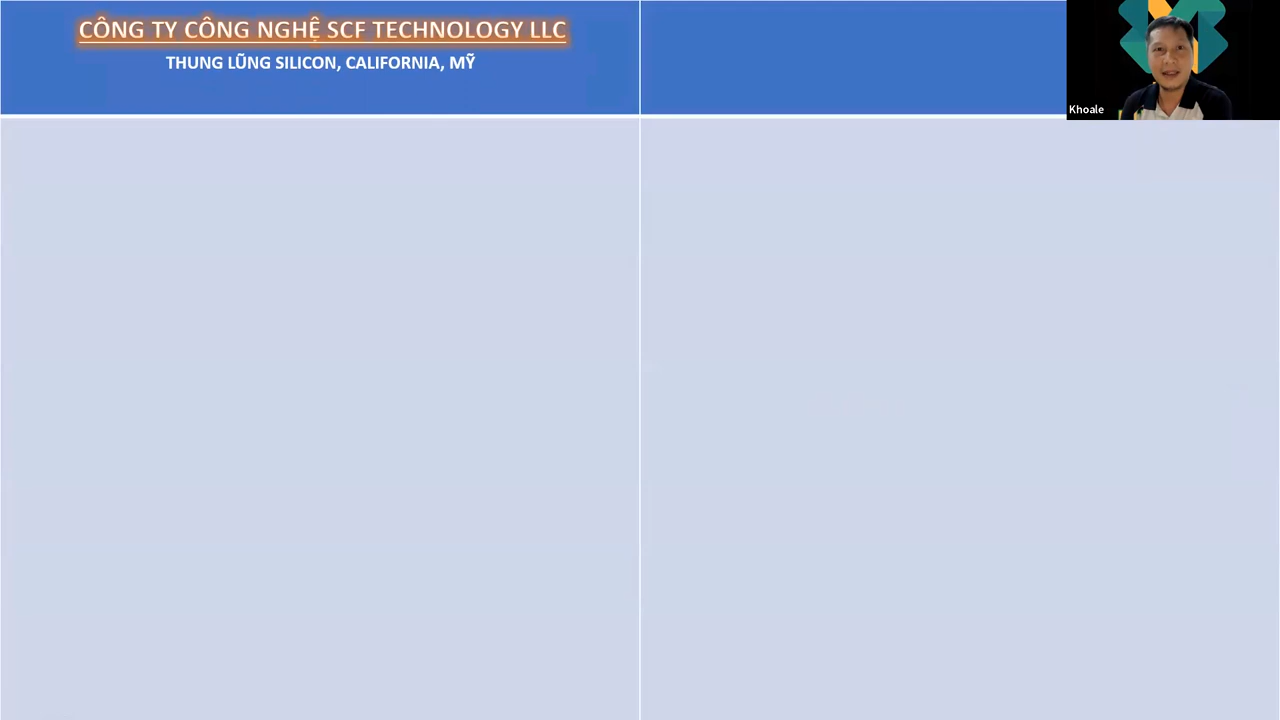 CÔNG TY CÔNG NGHỆ SCF TECHNOLOGY LLC
THUNG LŨNG SILICON, CALIFORNIA, MỸ
Khoale